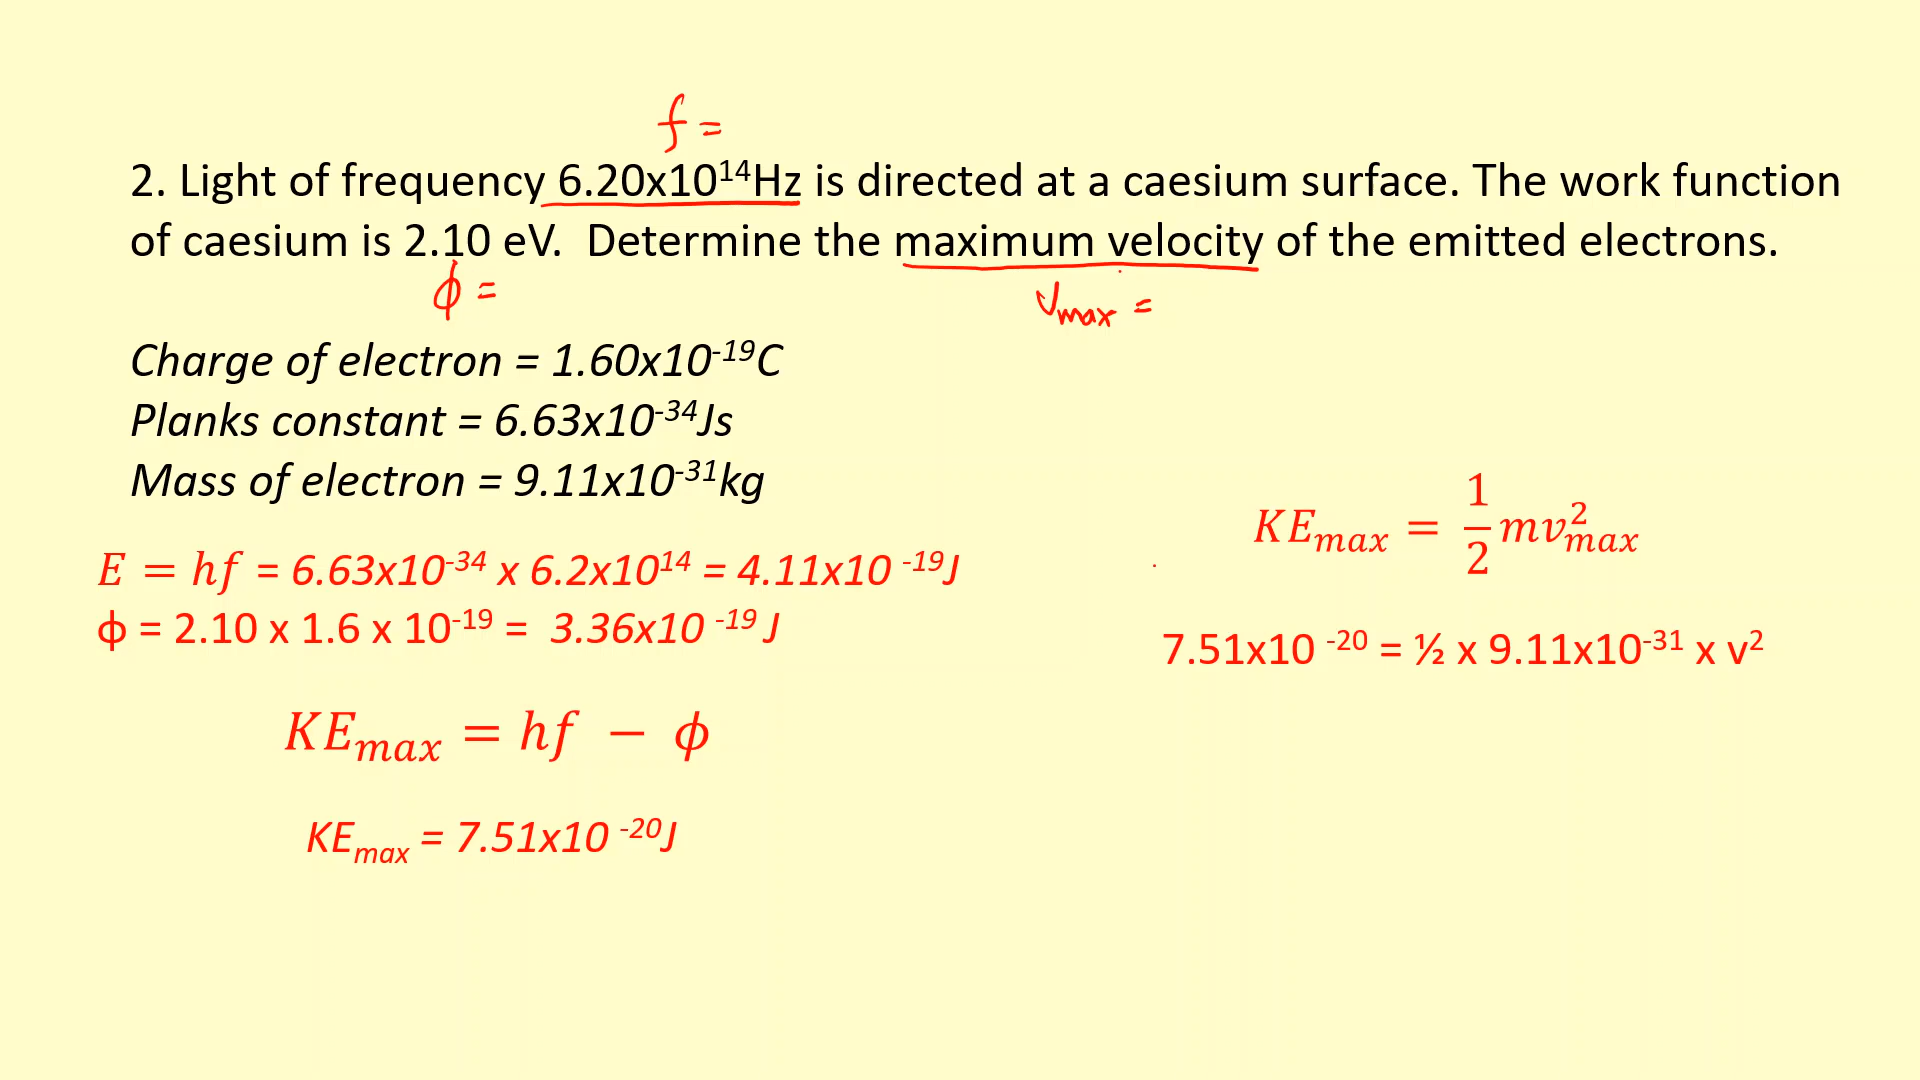 f =
2. Light of frequency 6.20x10¹⁴Hz is directed at a caesium surface. The work function
of caesium is 2.10 eV.  Determine the maximum velocity of the emitted electrons.
ϕ =
vmax =
Charge of electron = 1.60x10⁻¹⁹C
Planks constant = 6.63x10⁻³⁴Js
Mass of electron = 9.11x10⁻³¹kg
E = hf = 6.63x10⁻³⁴ x 6.2x10¹⁴ = 4.11x10 ⁻¹⁹J
ϕ = 2.10 x 1.6 x 10⁻¹⁹ = 3.36x10 ⁻¹⁹ J
KEmax = hf − ϕ
KEmax = 7.51x10 ⁻²⁰J
KEmax = 1/2 mv²max
7.51x10 ⁻²⁰ = ½ x 9.11x10⁻³¹ x v²